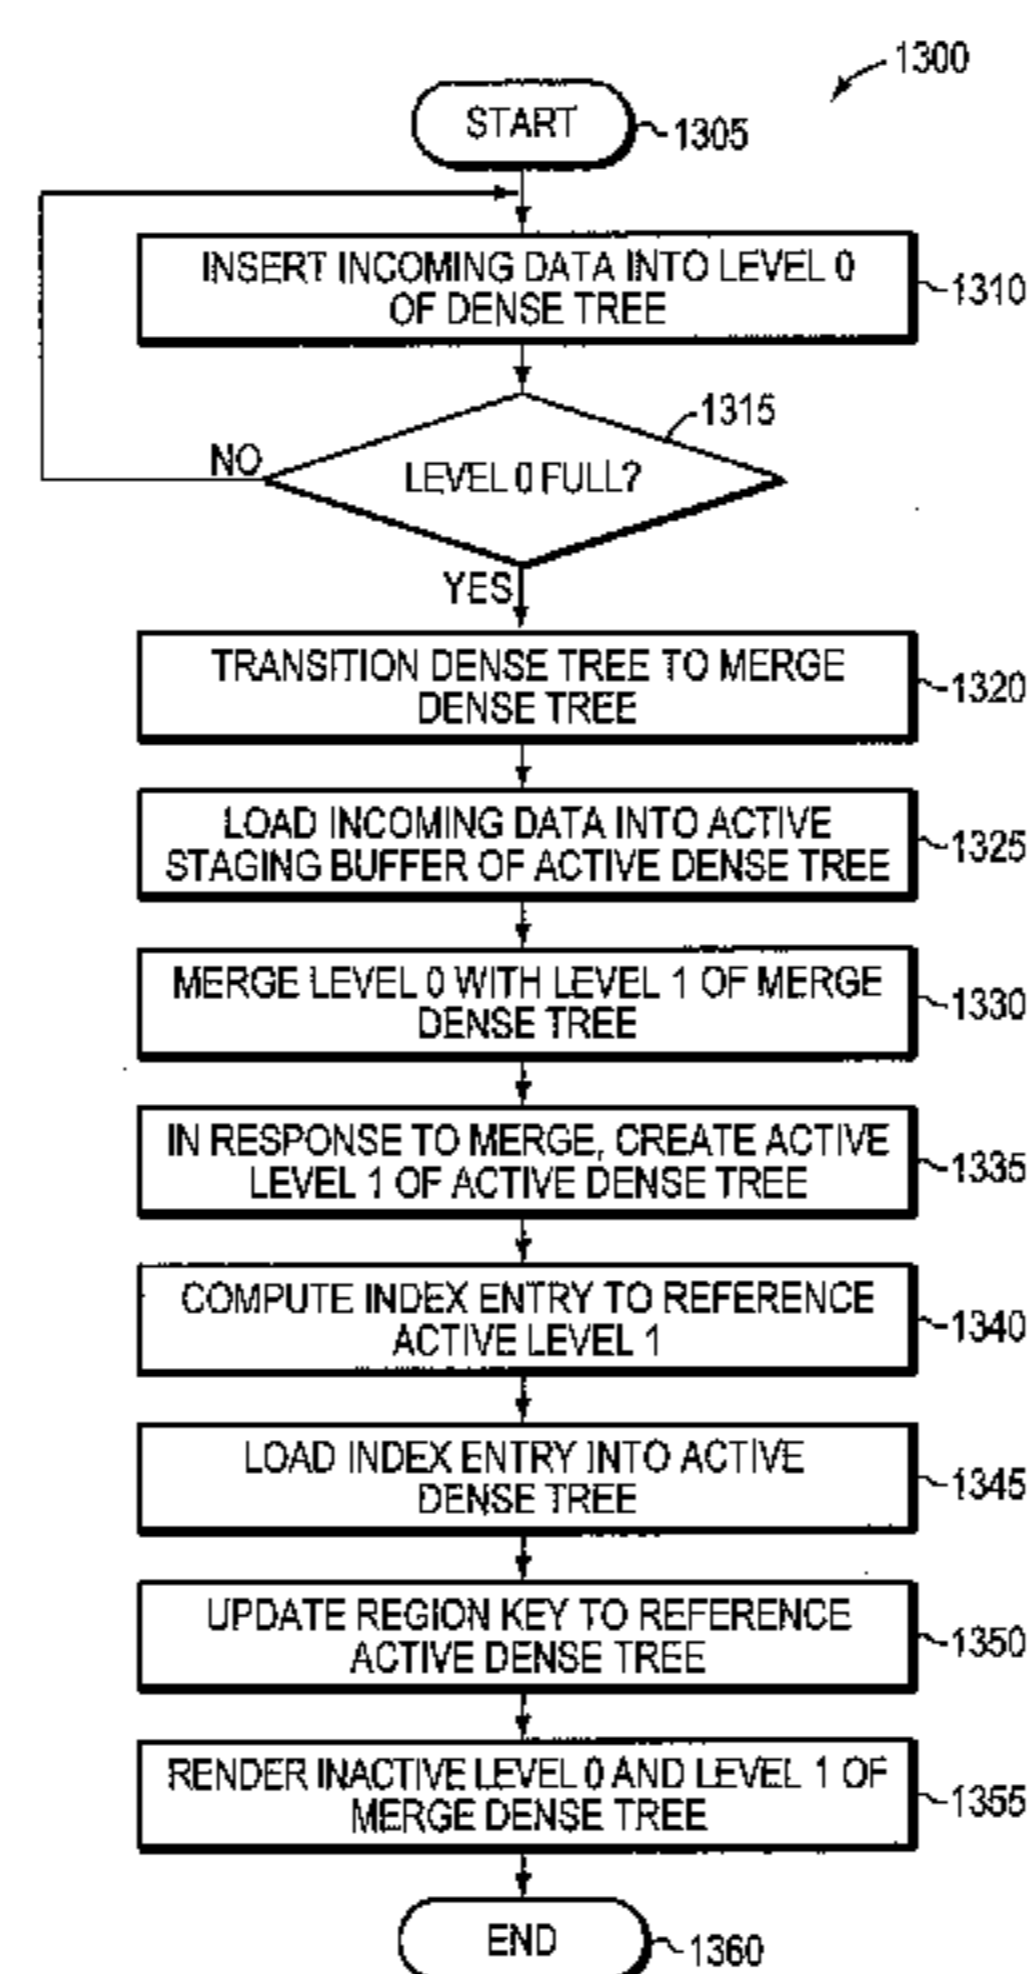 1300
START
1305
INSERT INCOMING DATA INTO LEVEL 0
OF DENSE TREE
1310
1315
LEVEL 0 FULL?
NO
YES
TRANSITION DENSE TREE TO MERGE
DENSE TREE
1320
LOAD INCOMING DATA INTO ACTIVE
STAGING BUFFER OF ACTIVE DENSE TREE
1325
MERGE LEVEL 0 WITH LEVEL 1 OF MERGE
DENSE TREE
1330
IN RESPONSE TO MERGE, CREATE ACTIVE
LEVEL 1 OF ACTIVE DENSE TREE
1335
COMPUTE INDEX ENTRY TO REFERENCE
ACTIVE LEVEL 1
1340
LOAD INDEX ENTRY INTO ACTIVE
DENSE TREE
1345
UPDATE REGION KEY TO REFERENCE
ACTIVE DENSE TREE
1350
RENDER INACTIVE LEVEL 0 AND LEVEL 1 OF
MERGE DENSE TREE
1355
END
1360